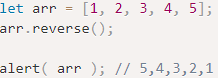 let arr = [1, 2, 3, 4, 5];
arr.reverse();
alert( arr ); // 5,4,3,2,1